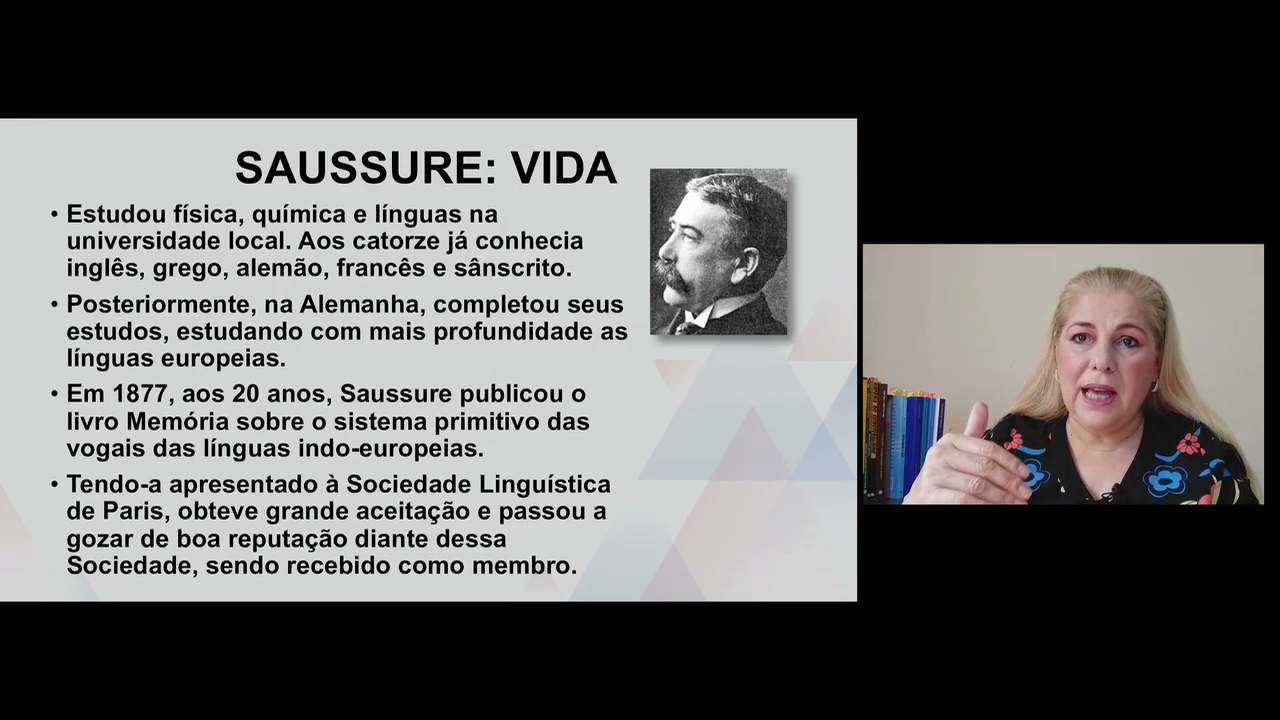 SAUSSURE: VIDA
• Estudou física, química e línguas na
universidade local. Aos catorze já conhecia
inglês, grego, alemão, francês e sânscrito.
• Posteriormente, na Alemanha, completou seus
estudos, estudando com mais profundidade as
línguas europeias.
• Em 1877, aos 20 anos, Saussure publicou o
livro Memória sobre o sistema primitivo das
vogais das línguas indo-europeias.
• Tendo-a apresentado à Sociedade Linguística
de Paris, obteve grande aceitação e passou a
gozar de boa reputação diante dessa
Sociedade, sendo recebido como membro.